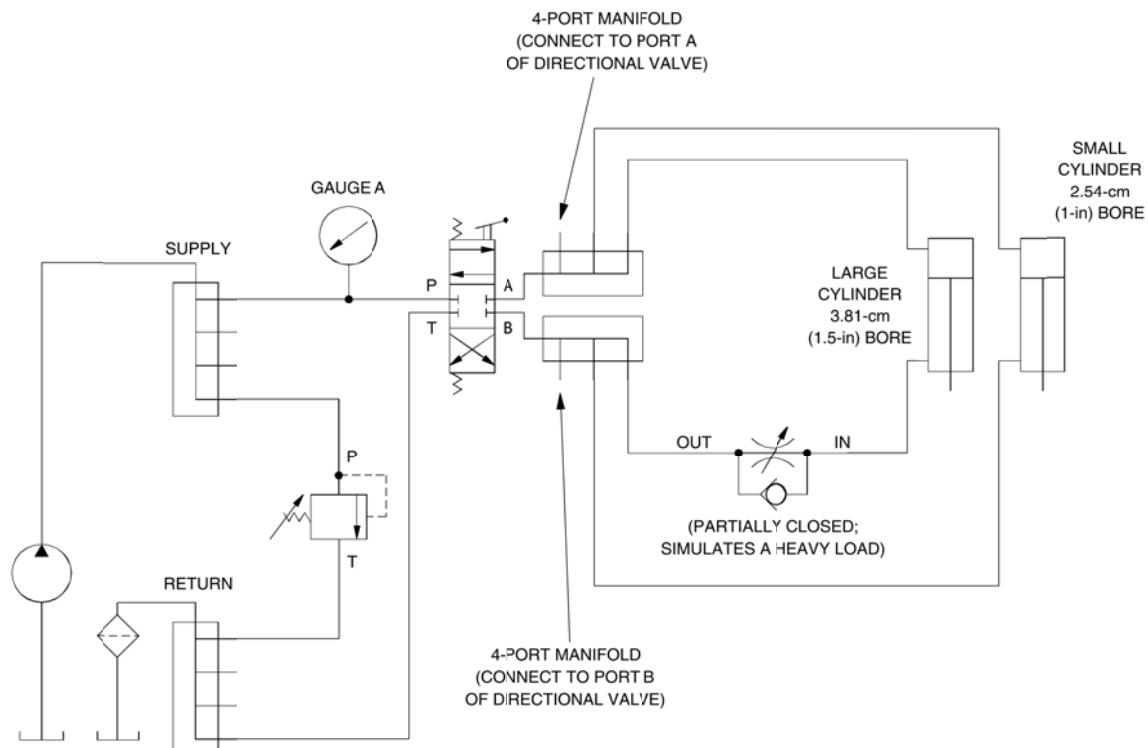 4-PORT MANIFOLD
(CONNECT TO PORT A
OF DIRECTIONAL VALVE)
SMALL
CYLINDER
2.54-cm
(1-in) BORE
GAUGE A
SUPPLY
P
A
T
B
LARGE
CYLINDER
3.81-cm
(1.5-in) BORE
OUT
IN
(PARTIALLY CLOSED;
SIMULATES A HEAVY LOAD)
P
T
RETURN
4-PORT MANIFOLD
(CONNECT TO PORT B
OF DIRECTIONAL VALVE)